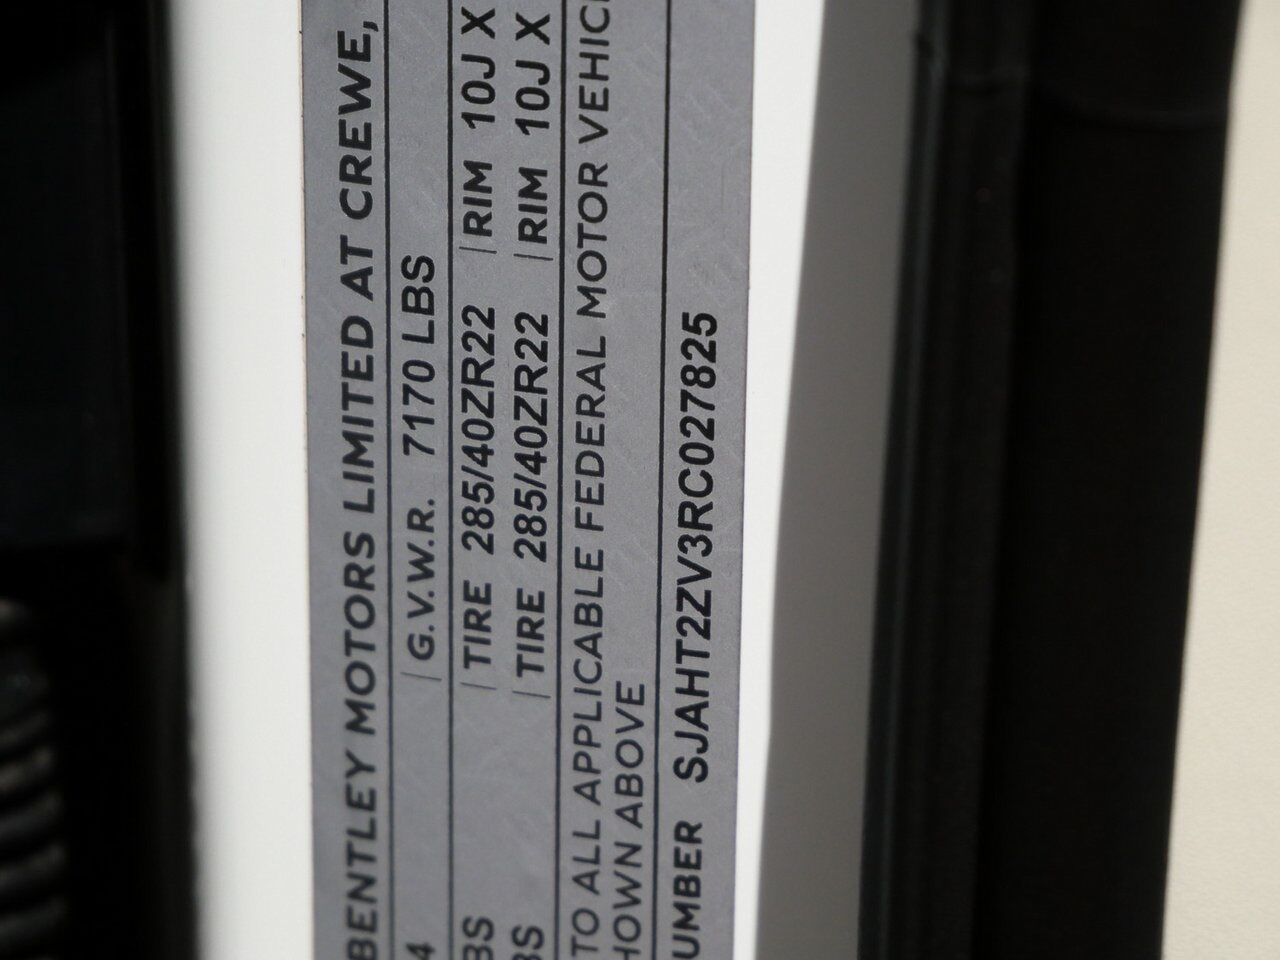 BENTLEY MOTORS LIMITED AT CREWE,
4 | G.V.W.R. 7170 LBS
BS | TIRE 285/40ZR22 | RIM 10J X
BS | TIRE 285/40ZR22 | RIM 10J X
TO ALL APPLICABLE FEDERAL MOTOR VEHIC
HOWN ABOVE
UMBER SJAHT2ZV3RC027825